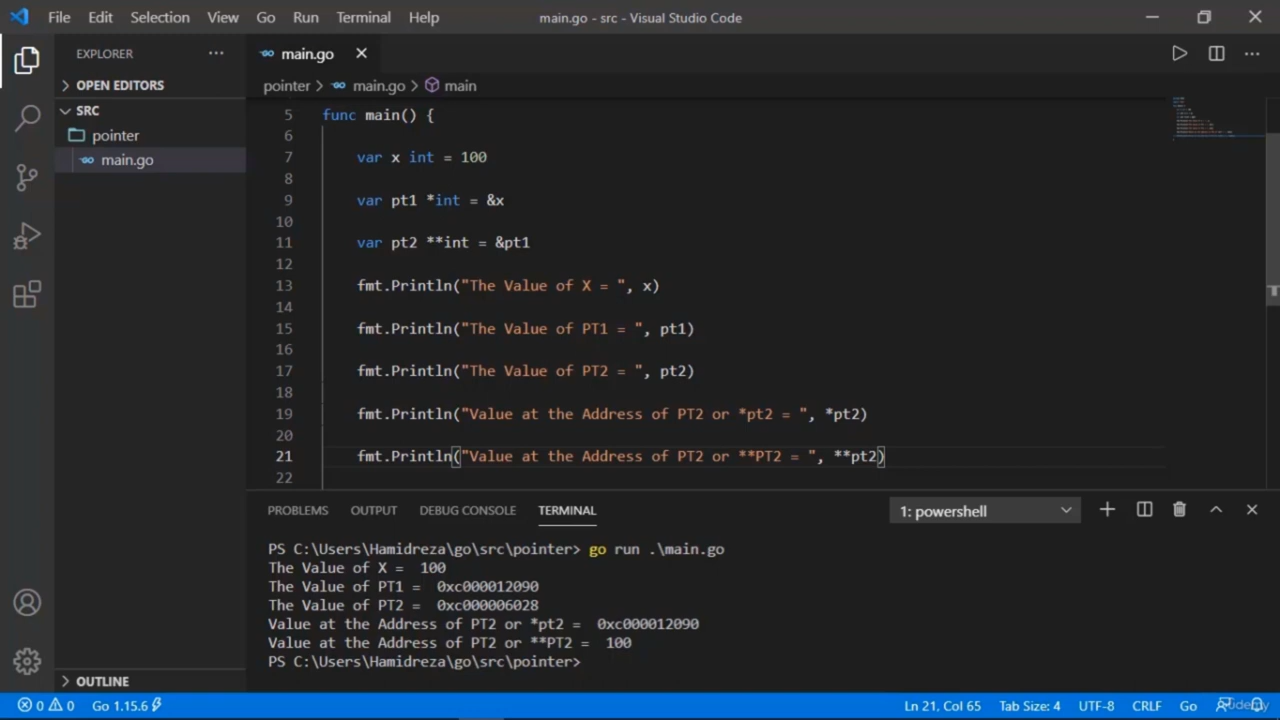 File Edit Selection View Go Run Terminal Help main.go - src - Visual Studio Code
EXPLORER
main.go
OPEN EDITORS
pointer > main.go > main
SRC
pointer
main.go
5 func main() {
6
7 var x int = 100
8
9 var pt1 *int = &x
10
11 var pt2 **int = &pt1
12
13 fmt.Println("The Value of X = ", x)
14
15 fmt.Println("The Value of PT1 = ", pt1)
16
17 fmt.Println("The Value of PT2 = ", pt2)
18
19 fmt.Println("Value at the Address of PT2 or *pt2 = ", *pt2)
20
21 fmt.Println("Value at the Address of PT2 or **PT2 = ", **pt2)
22
PROBLEMS OUTPUT DEBUG CONSOLE TERMINAL 1: powershell
PS C:\Users\Hamidreza\go\src\pointer> go run .\main.go
The Value of X =  100
The Value of PT1 =  0xc000012090
The Value of PT2 =  0xc000006028
Value at the Address of PT2 or *pt2 =  0xc000012090
Value at the Address of PT2 or **PT2 =  100
PS C:\Users\Hamidreza\go\src\pointer>
OUTLINE
0 0 Go 1.15.6 Ln 21, Col 65 Tab Size: 4 UTF-8 CRLF Go Udemy